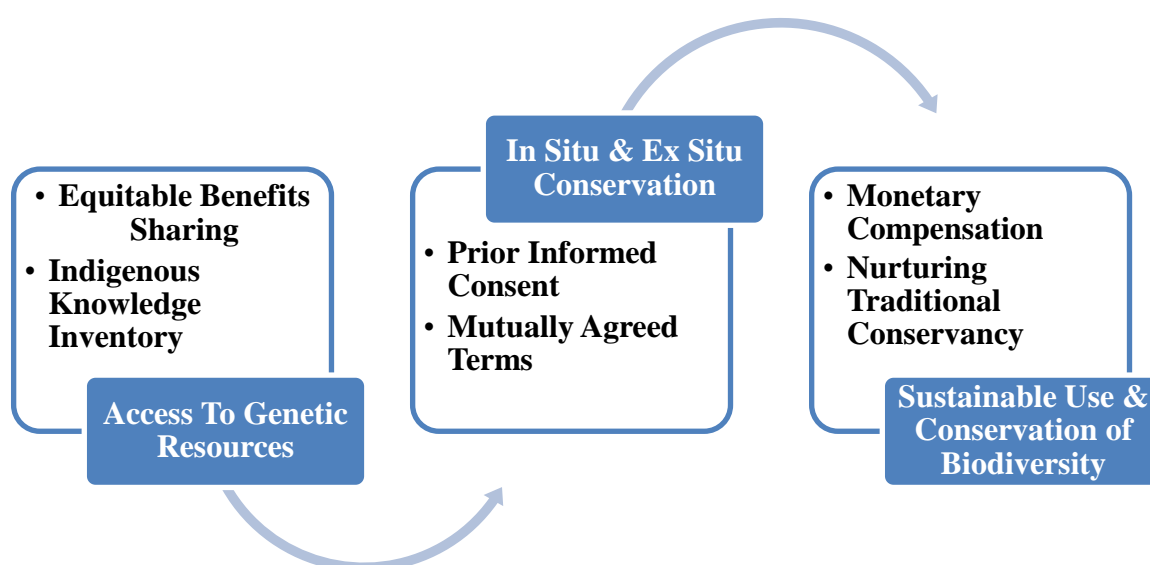 • Equitable Benefits
Sharing
• Indigenous
Knowledge
Inventory
Access To Genetic
Resources
In Situ & Ex Situ
Conservation
• Prior Informed
Consent
• Mutually Agreed
Terms
• Monetary
Compensation
• Nurturing
Traditional
Conservancy
Sustainable Use &
Conservation of
Biodiversity